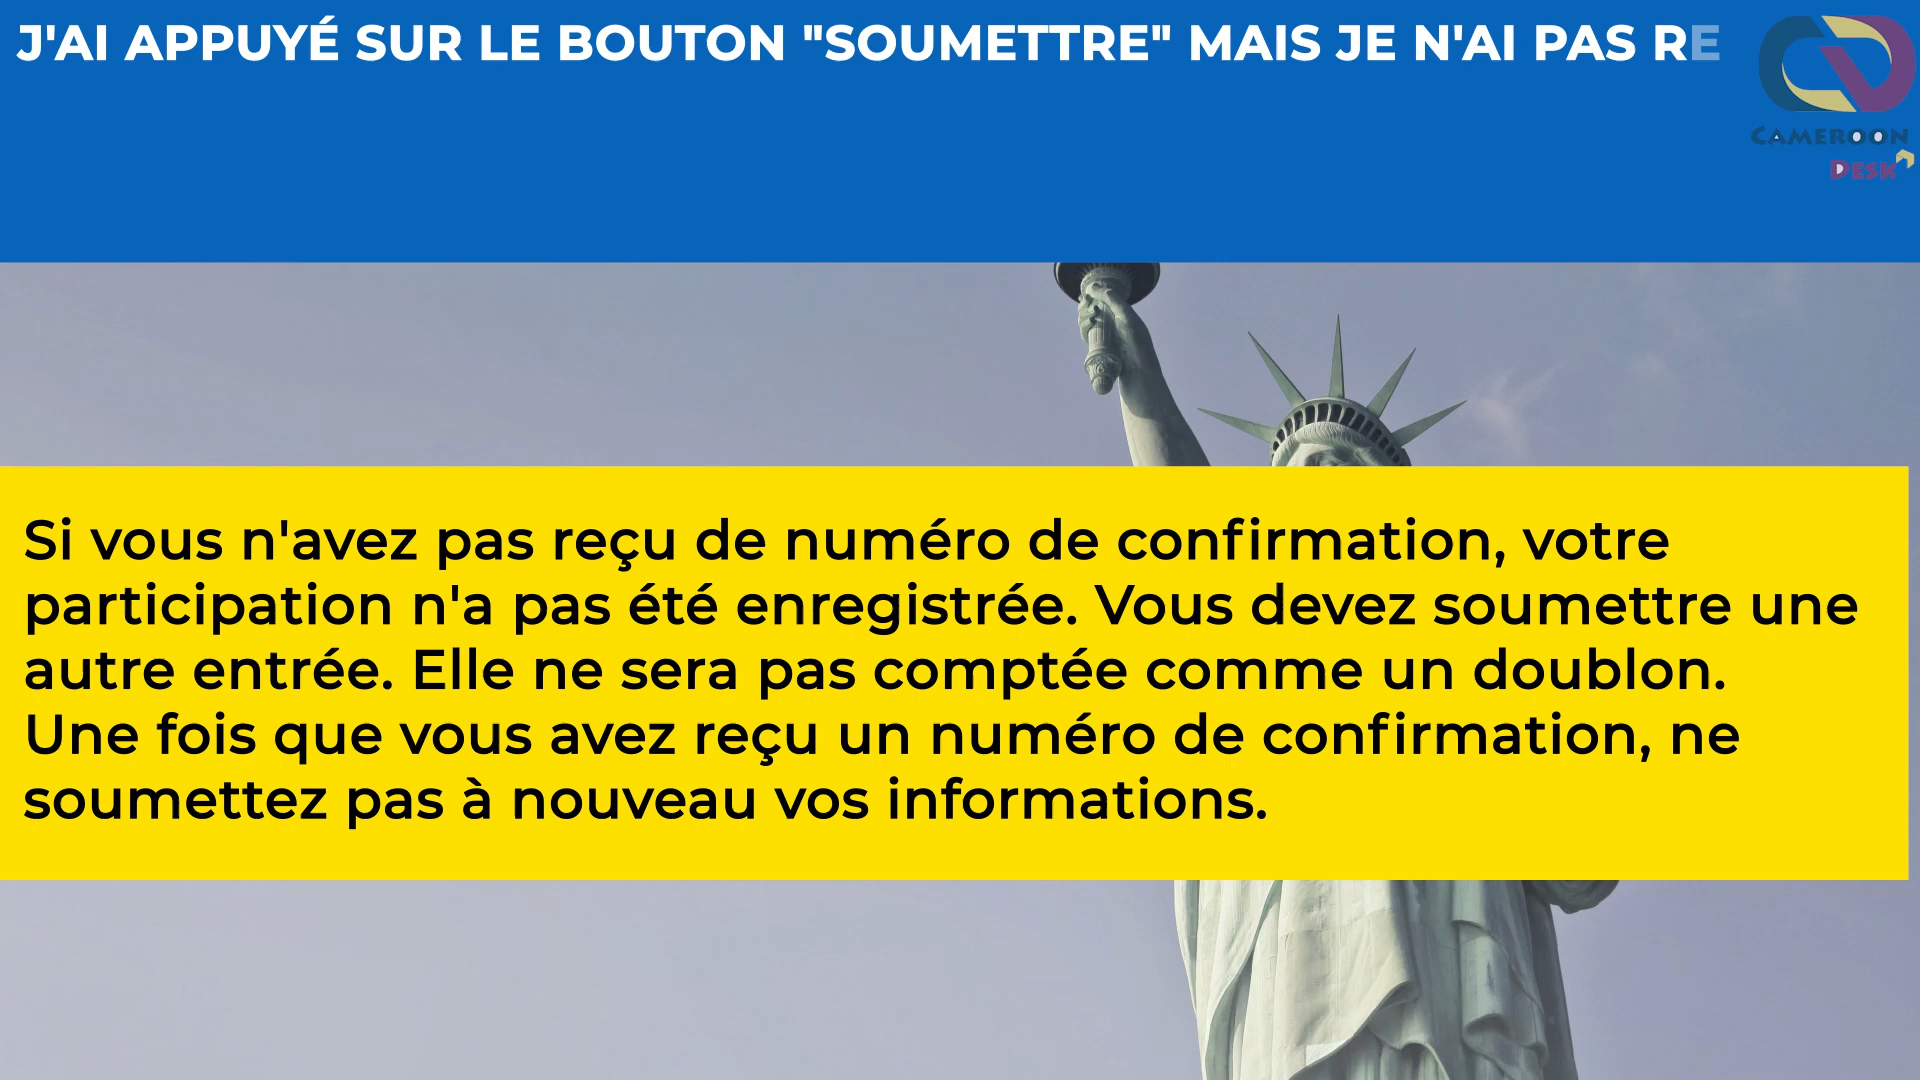 J'AI APPUYÉ SUR LE BOUTON "SOUMETTRE" MAIS JE N'AI PAS RE
CAMEROON
DESK
Si vous n'avez pas reçu de numéro de confirmation, votre
participation n'a pas été enregistrée. Vous devez soumettre une
autre entrée. Elle ne sera pas comptée comme un doublon.
Une fois que vous avez reçu un numéro de confirmation, ne
soumettez pas à nouveau vos informations.